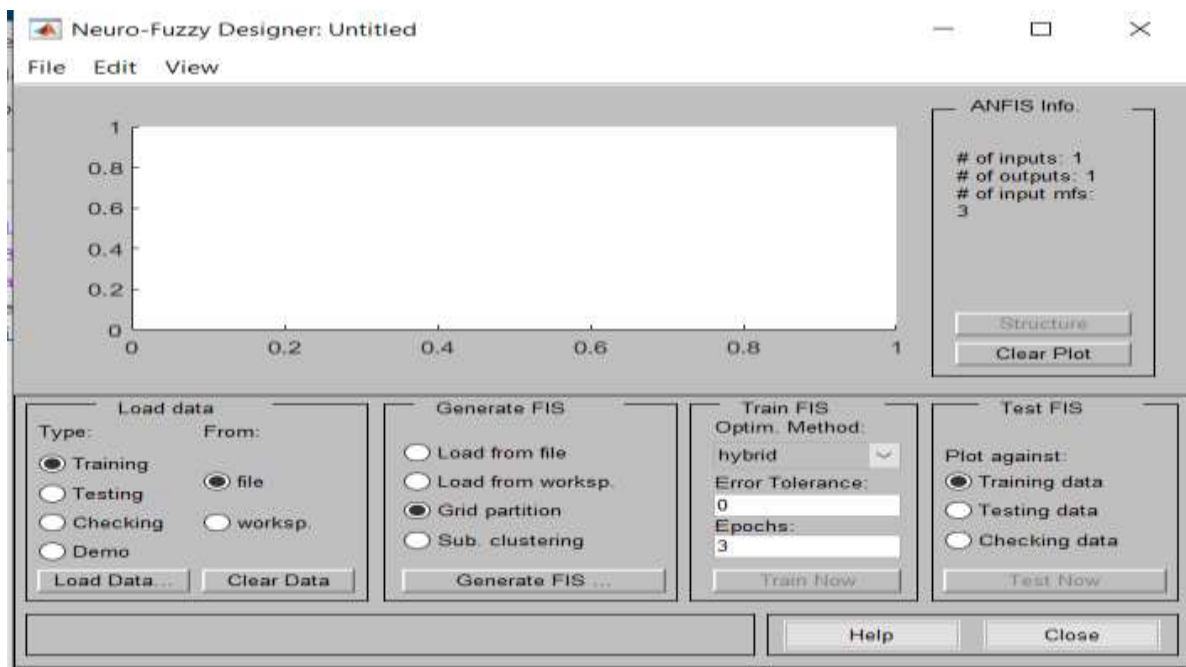 Neuro-Fuzzy Designer: Untitled
File Edit View
1
0.8
0.6
0.4
0.2
0
0 0.2 0.4 0.6 0.8 1
ANFIS Info.
# of inputs: 1
# of outputs: 1
# of input mfs:
3
Structure
Clear Plot
Load data
Type: From:
Training
file
Testing
Checking
worksp.
Demo
Load Data... Clear Data
Generate FIS
Load from file
Load from worksp.
Grid partition
Sub. clustering
Generate FIS ...
Train FIS
Optim. Method:
hybrid
Error Tolerance:
0
Epochs:
3
Train Now
Test FIS
Plot against:
Training data
Testing data
Checking data
Test Now
Help Close